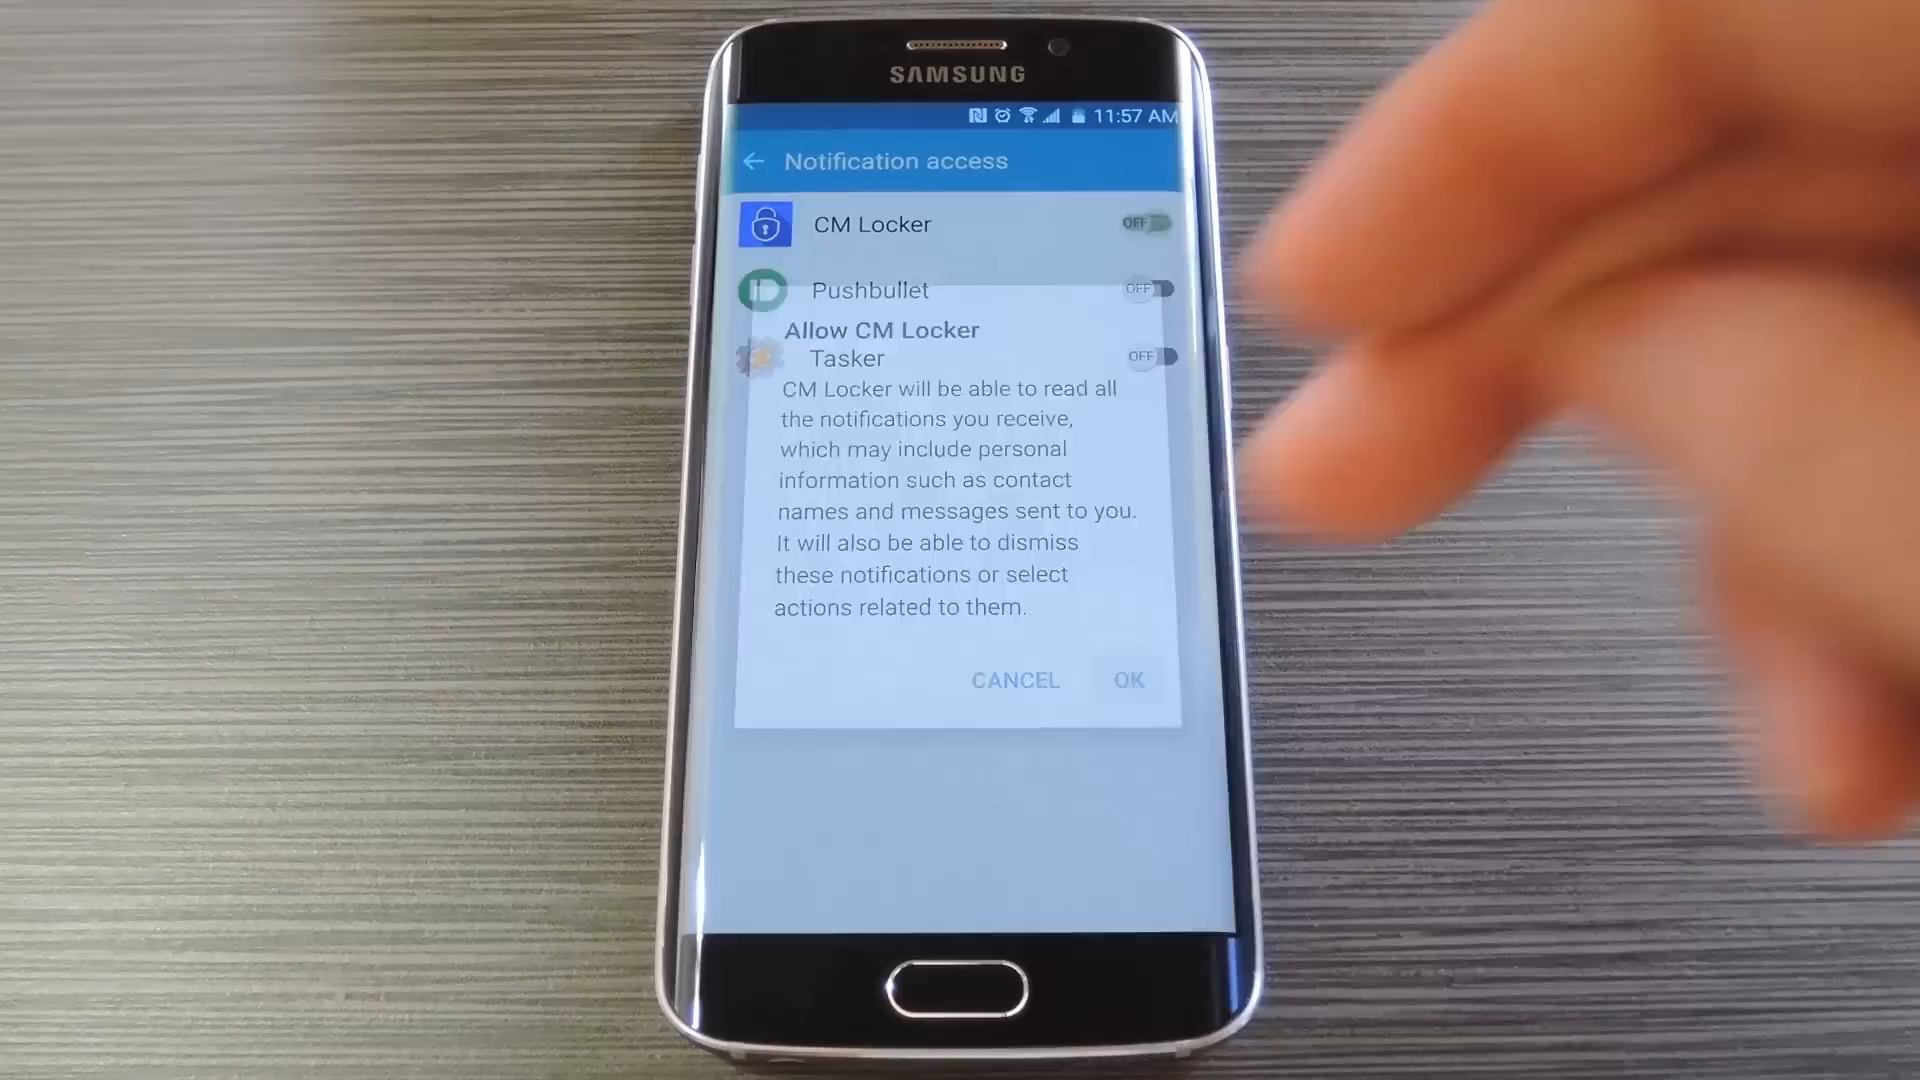 SAMSUNG
11:57 AM
Notification access
CM Locker OFF
Pushbullet OFF
Allow CM Locker
Tasker OFF
CM Locker will be able to read all
the notifications you receive,
which may include personal
information such as contact
names and messages sent to you.
It will also be able to dismiss
these notifications or select
actions related to them.
CANCEL OK